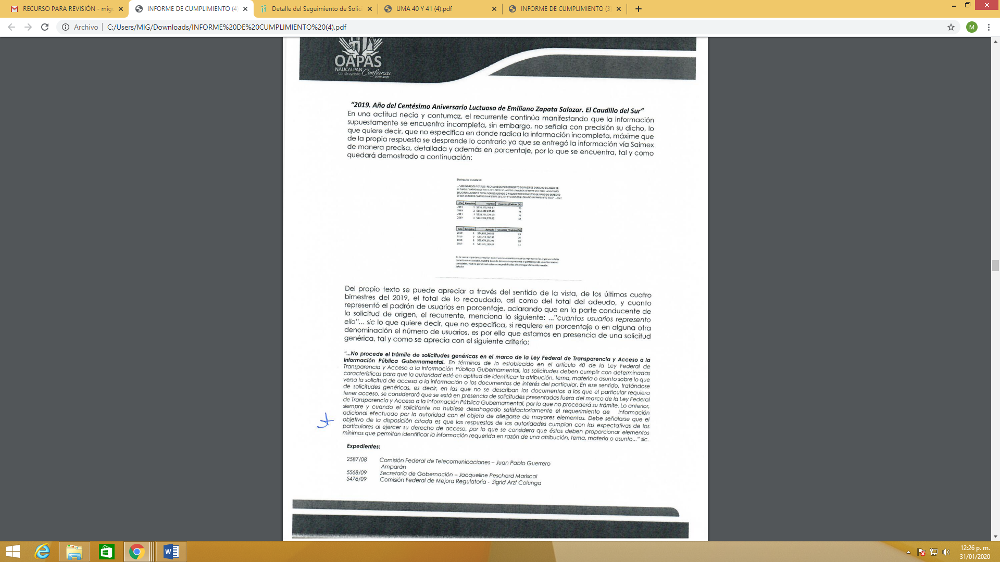 RECURSO PARA REVISIÓN - mig
INFORME DE CUMPLIMIENTO (4
Detalle del Seguimiento de Solici
UMA 40 Y 41 (4).pdf
INFORME DE CUMPLIMIENTO (3
Archivo
C:/Users/MIG/Downloads/INFORME%20DE%20CUMPLIMIENTO%20(4).pdf
M
OAPAS
NAUCALPAN
Construyendo Confianza
2019-2021
“2019. Año del Centésimo Aniversario Luctuoso de Emiliano Zapata Salazar. El Caudillo del Sur”
En una actitud necia y contumaz, el recurrente continúa manifestando que la información
supuestamente se encuentra incompleta, sin embargo, no señala con precisión su dicho, lo
que quiere decir, que no especifica en donde radica la información incompleta, máxime que
de la propia respuesta se desprende lo contrario ya que se entregó la información vía Saimex
de manera precisa, detallada y además en porcentaje, por lo que se encuentra, tal y como
quedará demostrado a continuación:
Distinguido ciudadano:
Año Bimestre Ingreso Usuarios /Padron (%)
Año Bimestre Adeudo Usuarios /Padron (%)
Del propio texto se puede apreciar a través del sentido de la vista, de los últimos cuatro
bimestres del 2019, el total de lo recaudado, así como del total del adeudo, y cuanto
representó el padrón de usuarios en porcentaje, aclarando que en la parte conducente de
la solicitud de origen, el recurrente, menciona lo siguiente: ..."cuantos usuarios represento
ello"... sic lo que quiere decir, que no especifica, si requiere en porcentaje o en alguna otra
denominación el número de usuarios, es por ello que estamos en presencia de una solicitud
genérica, tal y como se aprecia con el siguiente criterio:
"...No procede el trámite de solicitudes genéricas en el marco de la Ley Federal de Transparencia y Acceso a la
Información Pública Gubernamental. En términos de lo establecido en el artículo 40 de la Ley Federal de
Transparencia y Acceso a la Información Pública Gubernamental, las solicitudes deben cumplir con determinadas
características para que la autoridad esté en aptitud de identificar la atribución, tema, materia o asunto sobre lo que
versa la solicitud de acceso a la información o los documentos de interés del particular. En ese sentido, tratándose
de solicitudes genéricas, es decir, en las que no se describan los documentos a los que el particular requiera
tener acceso, se considerará que se está en presencia de solicitudes presentadas fuera del marco de la Ley Federal
de Transparencia y Acceso a la Información Pública Gubernamental, por lo que no procederá su trámite. Lo anterior,
siempre y cuando el solicitante no hubiese desahogado satisfactoriamente el requerimiento de información
adicional efectuado por la autoridad con el objeto de allegarse de mayores elementos. Debe señalarse que el
objetivo de la disposición citada es que las respuestas de las autoridades cumplan con las expectativas de los
particulares al ejercer su derecho de acceso, por lo que se considera que éstos deben proporcionar elementos
mínimos que permitan identificar la información requerida en razón de una atribución, tema, materia o asunto..." sic.
Expedientes:
2587/08 Comisión Federal de Telecomunicaciones – Juan Pablo Guerrero
Amparán
5568/09 Secretaría de Gobernación – Jacqueline Peschard Mariscal
5476/09 Comisión Federal de Mejora Regulatoria - Sigrid Arzt Colunga
12:26 p. m.
31/01/2020